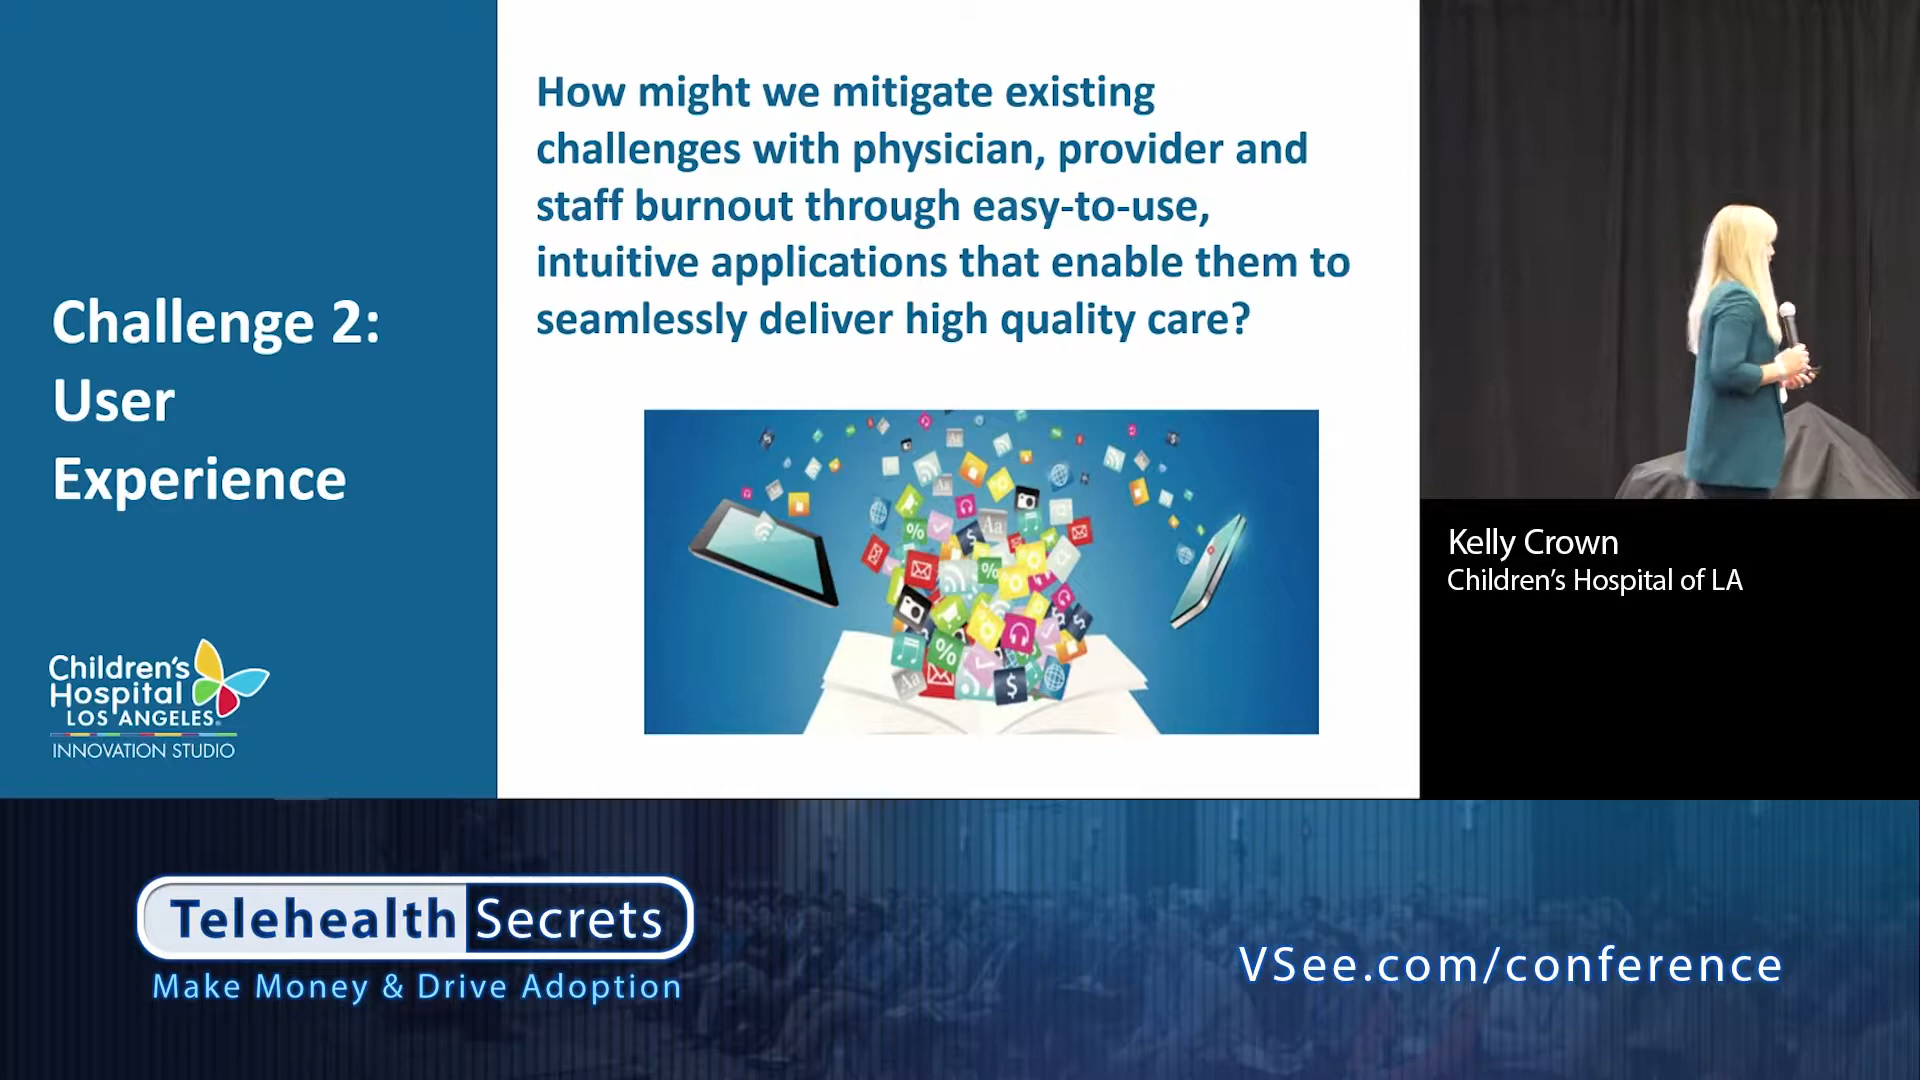 Challenge 2:
User
Experience
Children's
Hospital
LOS ANGELES
INNOVATION STUDIO
How might we mitigate existing
challenges with physician, provider and
staff burnout through easy-to-use,
intuitive applications that enable them to
seamlessly deliver high quality care?
Kelly Crown
Children's Hospital of LA
Telehealth Secrets
Make Money & Drive Adoption
VSee.com/conference